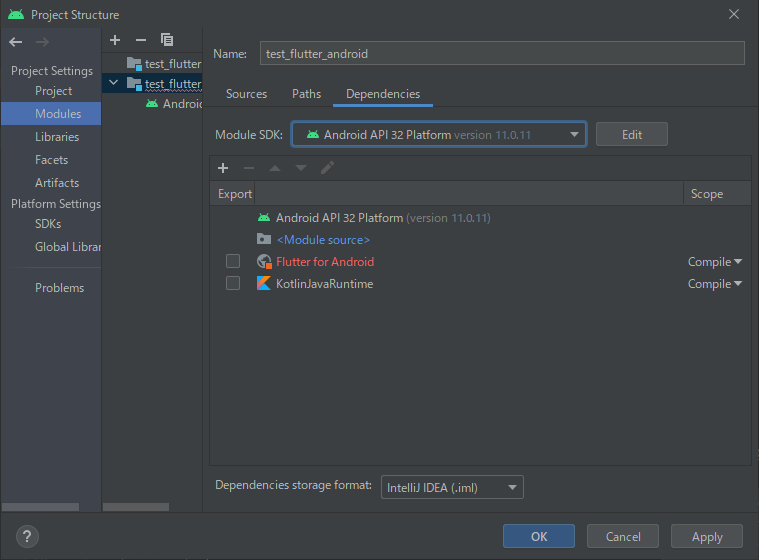 Project Structure
Project Settings
Project
Modules
Libraries
Facets
Artifacts
Platform Settings
SDKs
Global Librar
Problems
test_flutter
test_flutter
Android
Name: test_flutter_android
Sources Paths Dependencies
Module SDK: Android API 32 Platform version 11.0.11 Edit
Export Scope
Android API 32 Platform (version 11.0.11)
<Module source>
Flutter for Android Compile
KotlinJavaRuntime Compile
Dependencies storage format: IntelliJ IDEA (.iml)
? OK Cancel Apply